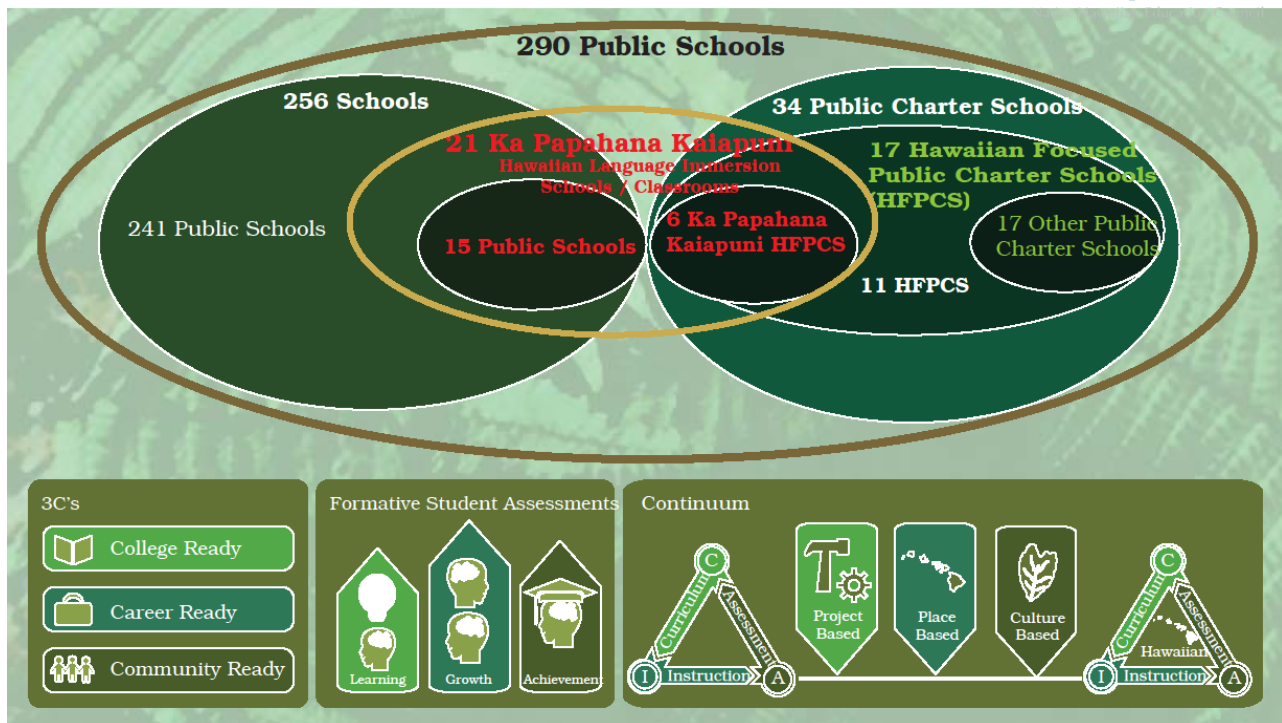 290 Public Schools
256 Schools
34 Public Charter Schools
21 Ka Papahana Kaiapuni
Hawaiian Language Immersion
Schools / Classrooms
17 Hawaiian Focused
Public Charter Schools
(HFPCS)
241 Public Schools
15 Public Schools
6 Ka Papahana
Kaiapuni HFPCS
17 Other Public
Charter Schools
11 HFPCS
3C's
College Ready
Career Ready
Community Ready
Formative Student Assessments
Learning
Growth
Achievement
Continuum
C
Curriculum
Assessment
I
Instruction
A
Project
Based
Place
Based
Culture
Based
C
Curriculum
Assessment
Hawaiian
I
Instruction
A